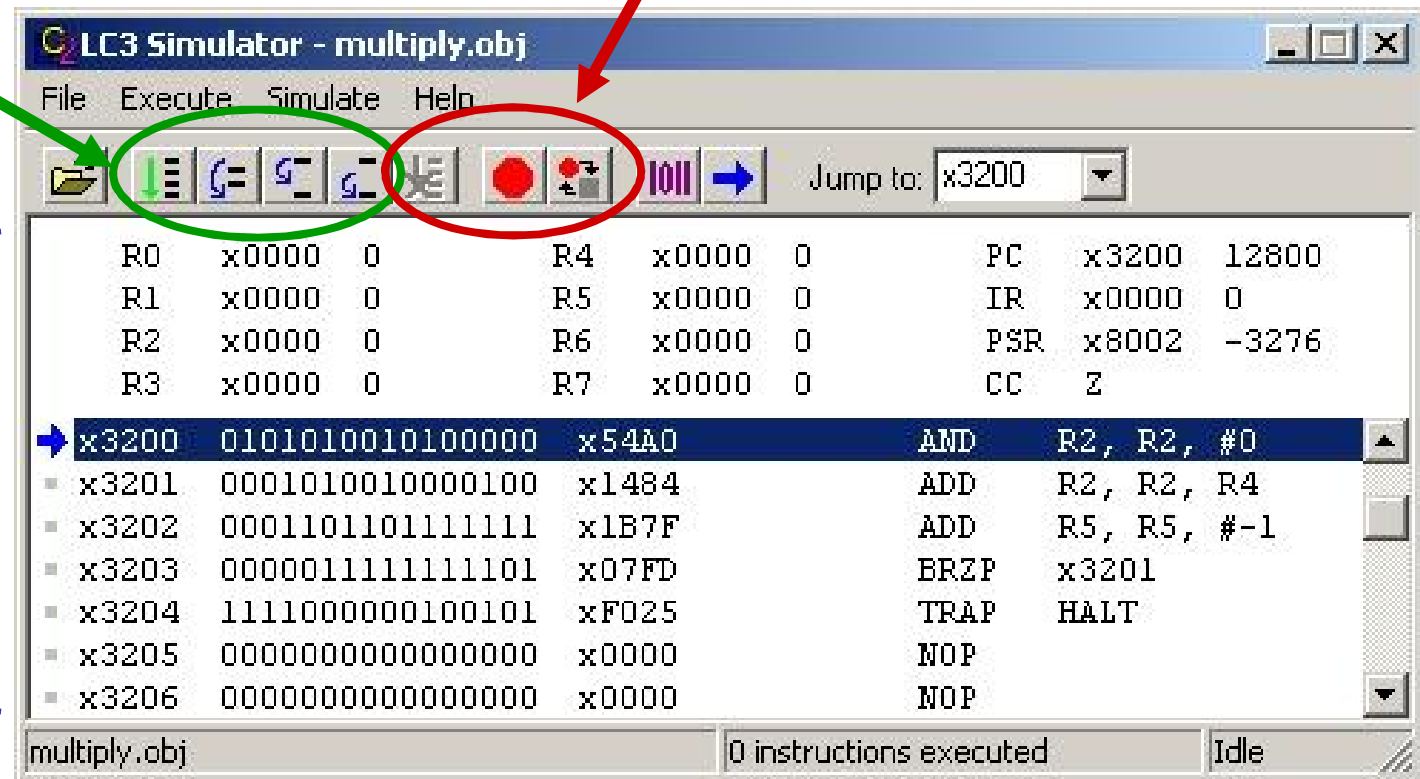 LC3 Simulator - multiply.obj
File Execute Simulate Help
Jump to: x3200
R0 x0000 0 R4 x0000 0 PC x3200 12800
R1 x0000 0 R5 x0000 0 IR x0000 0
R2 x0000 0 R6 x0000 0 PSR x8002 -3276
R3 x0000 0 R7 x0000 0 CC Z
x3200 0101010010100000 x54A0 AND R2, R2, #0
x3201 0001010010000100 x1484 ADD R2, R2, R4
x3202 0001101101111111 x1B7F ADD R5, R5, #-1
x3203 0000011111111101 x07FD BRZP x3201
x3204 1111000000100101 xF025 TRAP HALT
x3205 0000000000000000 x0000 NOP
x3206 0000000000000000 x0000 NOP
multiply.obj 0 instructions executed Idle